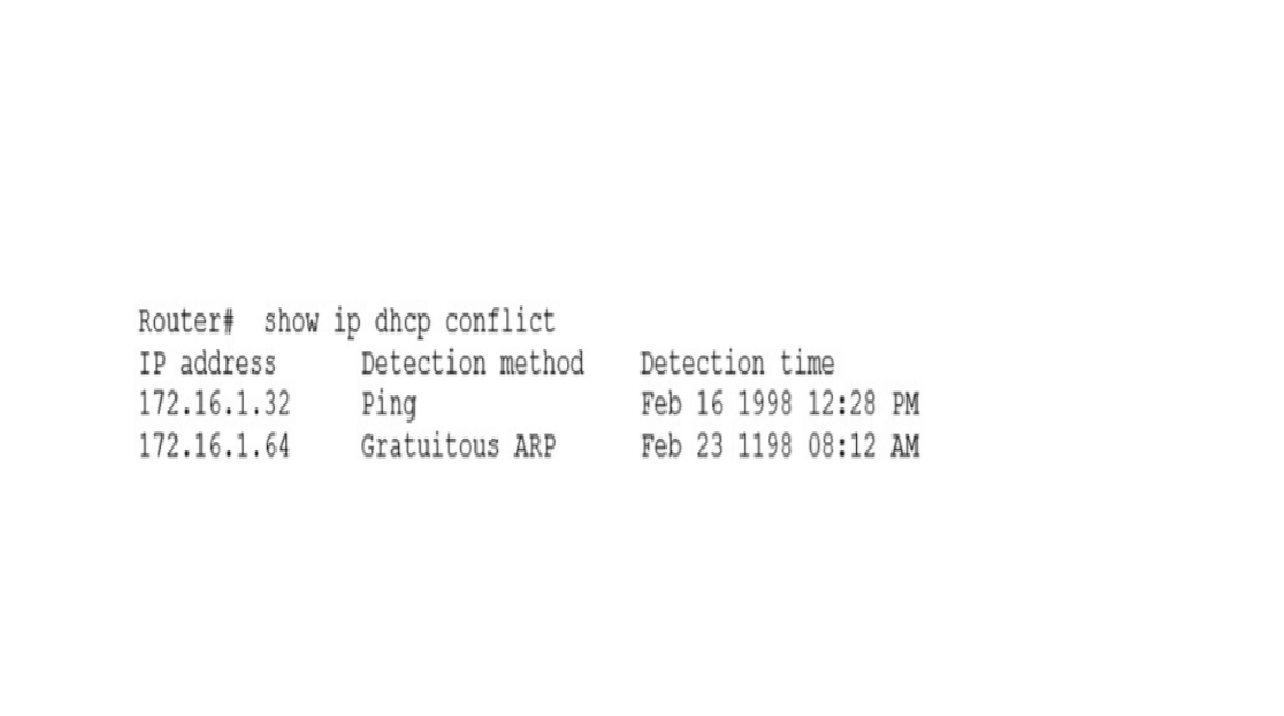 Router# show ip dhcp conflict
IP address Detection method Detection time
172.16.1.32 Ping Feb 16 1998 12:28 PM
172.16.1.64 Gratuitous ARP Feb 23 1198 08:12 AM